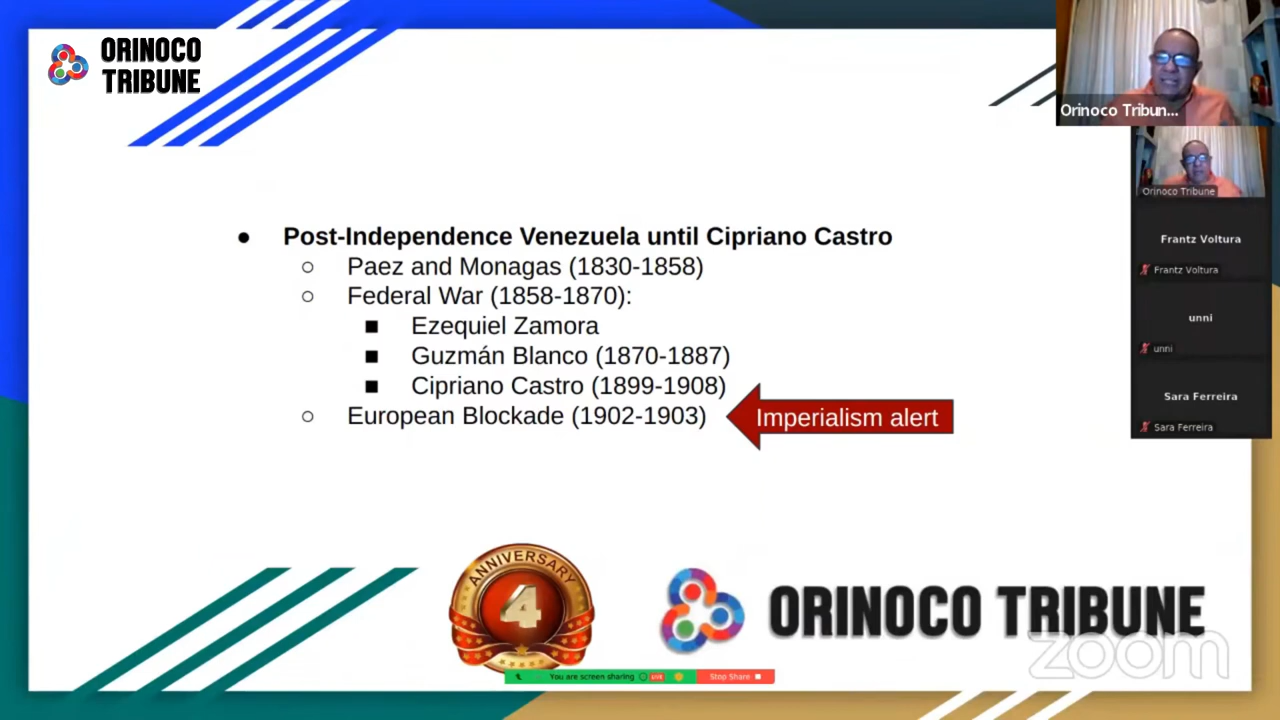 ORINOCO
TRIBUNE
● Post-Independence Venezuela until Cipriano Castro
○ Paez and Monagas (1830-1858)
○ Federal War (1858-1870):
■ Ezequiel Zamora
■ Guzmán Blanco (1870-1887)
■ Cipriano Castro (1899-1908)
○ European Blockade (1902-1903)
Imperialism alert
ANNIVERSARY
4
ORINOCO TRIBUNE
zoom
You are screen sharing LIVE Stop Share
Orinoco Tribun...
Orinoco Tribune
Frantz Voltura
Frantz Voltura
unni
unni
Sara Ferreira
Sara Ferreira